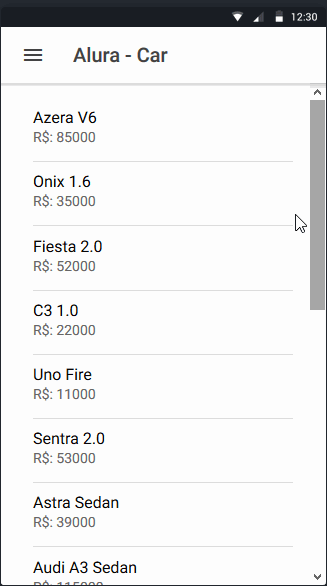 12:30
Alura - Car
Azera V6
R$: 85000
Onix 1.6
R$: 35000
Fiesta 2.0
R$: 52000
C3 1.0
R$: 22000
Uno Fire
R$: 11000
Sentra 2.0
R$: 53000
Astra Sedan
R$: 39000
Audi A3 Sedan
R$: 115000